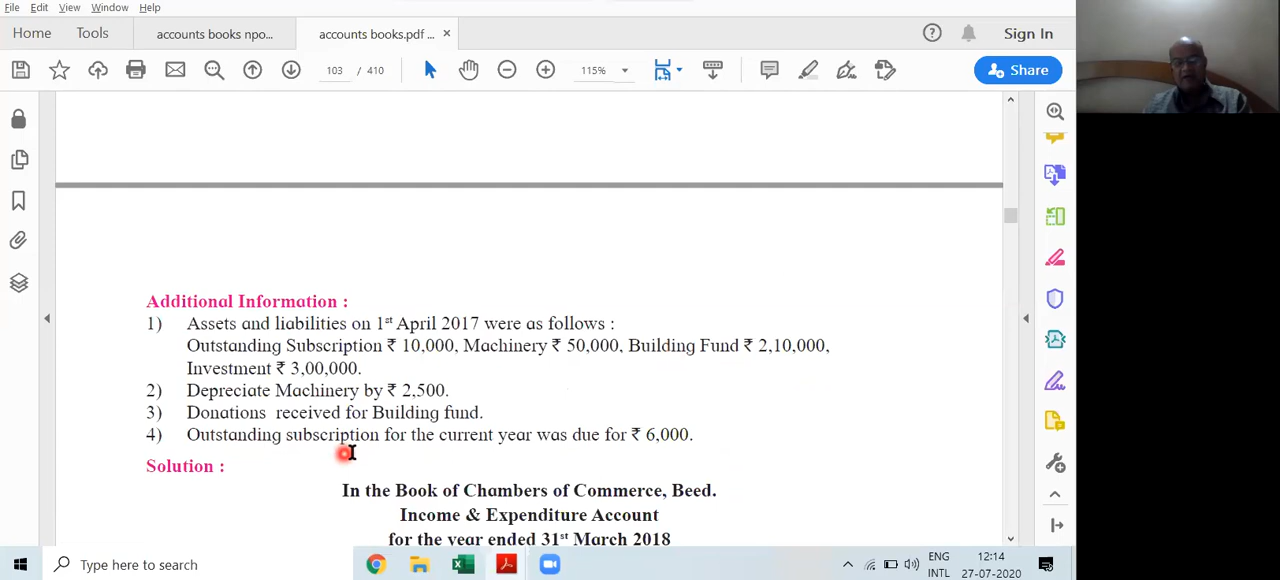 File Edit View Window Help
Home Tools accounts books npo... accounts books.pdf ... × Sign In
103 / 410 115% Share
Additional Information :
1) Assets and liabilities on 1st April 2017 were as follows :
Outstanding Subscription ₹ 10,000, Machinery ₹ 50,000, Building Fund ₹ 2,10,000,
Investment ₹ 3,00,000.
2) Depreciate Machinery by ₹ 2,500.
3) Donations received for Building fund.
4) Outstanding subscription for the current year was due for ₹ 6,000.
Solution :
In the Book of Chambers of Commerce, Beed.
Income & Expenditure Account
for the year ended 31st March 2018
Type here to search
ENG
INTL
12:14
27-07-2020